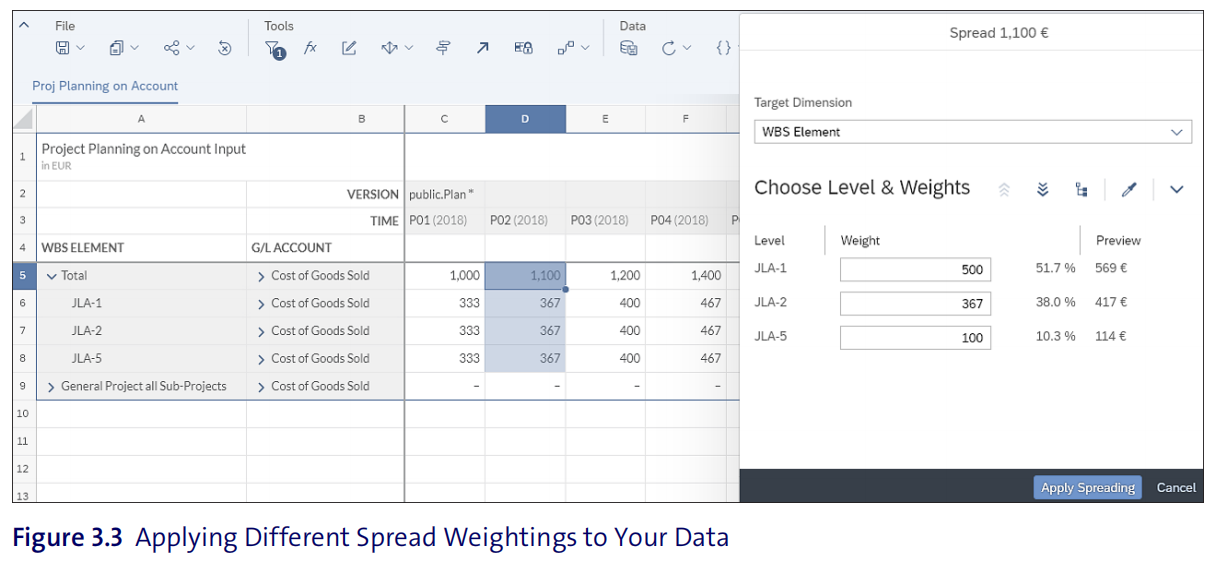 File Tools Data
1
Proj Planning on Account
A B C D E F
1 Project Planning on Account Input
in EUR
2 VERSION public.Plan *
3 TIME P01 (2018) P02 (2018) P03 (2018) P04 (2018)
4 WBS ELEMENT G/L ACCOUNT
5 Total Cost of Goods Sold 1,000 1,100 1,200 1,400
6 JLA-1 Cost of Goods Sold 333 367 400 467
7 JLA-2 Cost of Goods Sold 333 367 400 467
8 JLA-5 Cost of Goods Sold 333 367 400 467
9 General Project all Sub-Projects Cost of Goods Sold – – – –
10
11
12
13
Spread 1,100 €
Target Dimension
WBS Element
Choose Level & Weights
Level Weight Preview
JLA-1 500 51.7 % 569 €
JLA-2 367 38.0 % 417 €
JLA-5 100 10.3 % 114 €
Apply Spreading Cancel
Figure 3.3 Applying Different Spread Weightings to Your Data